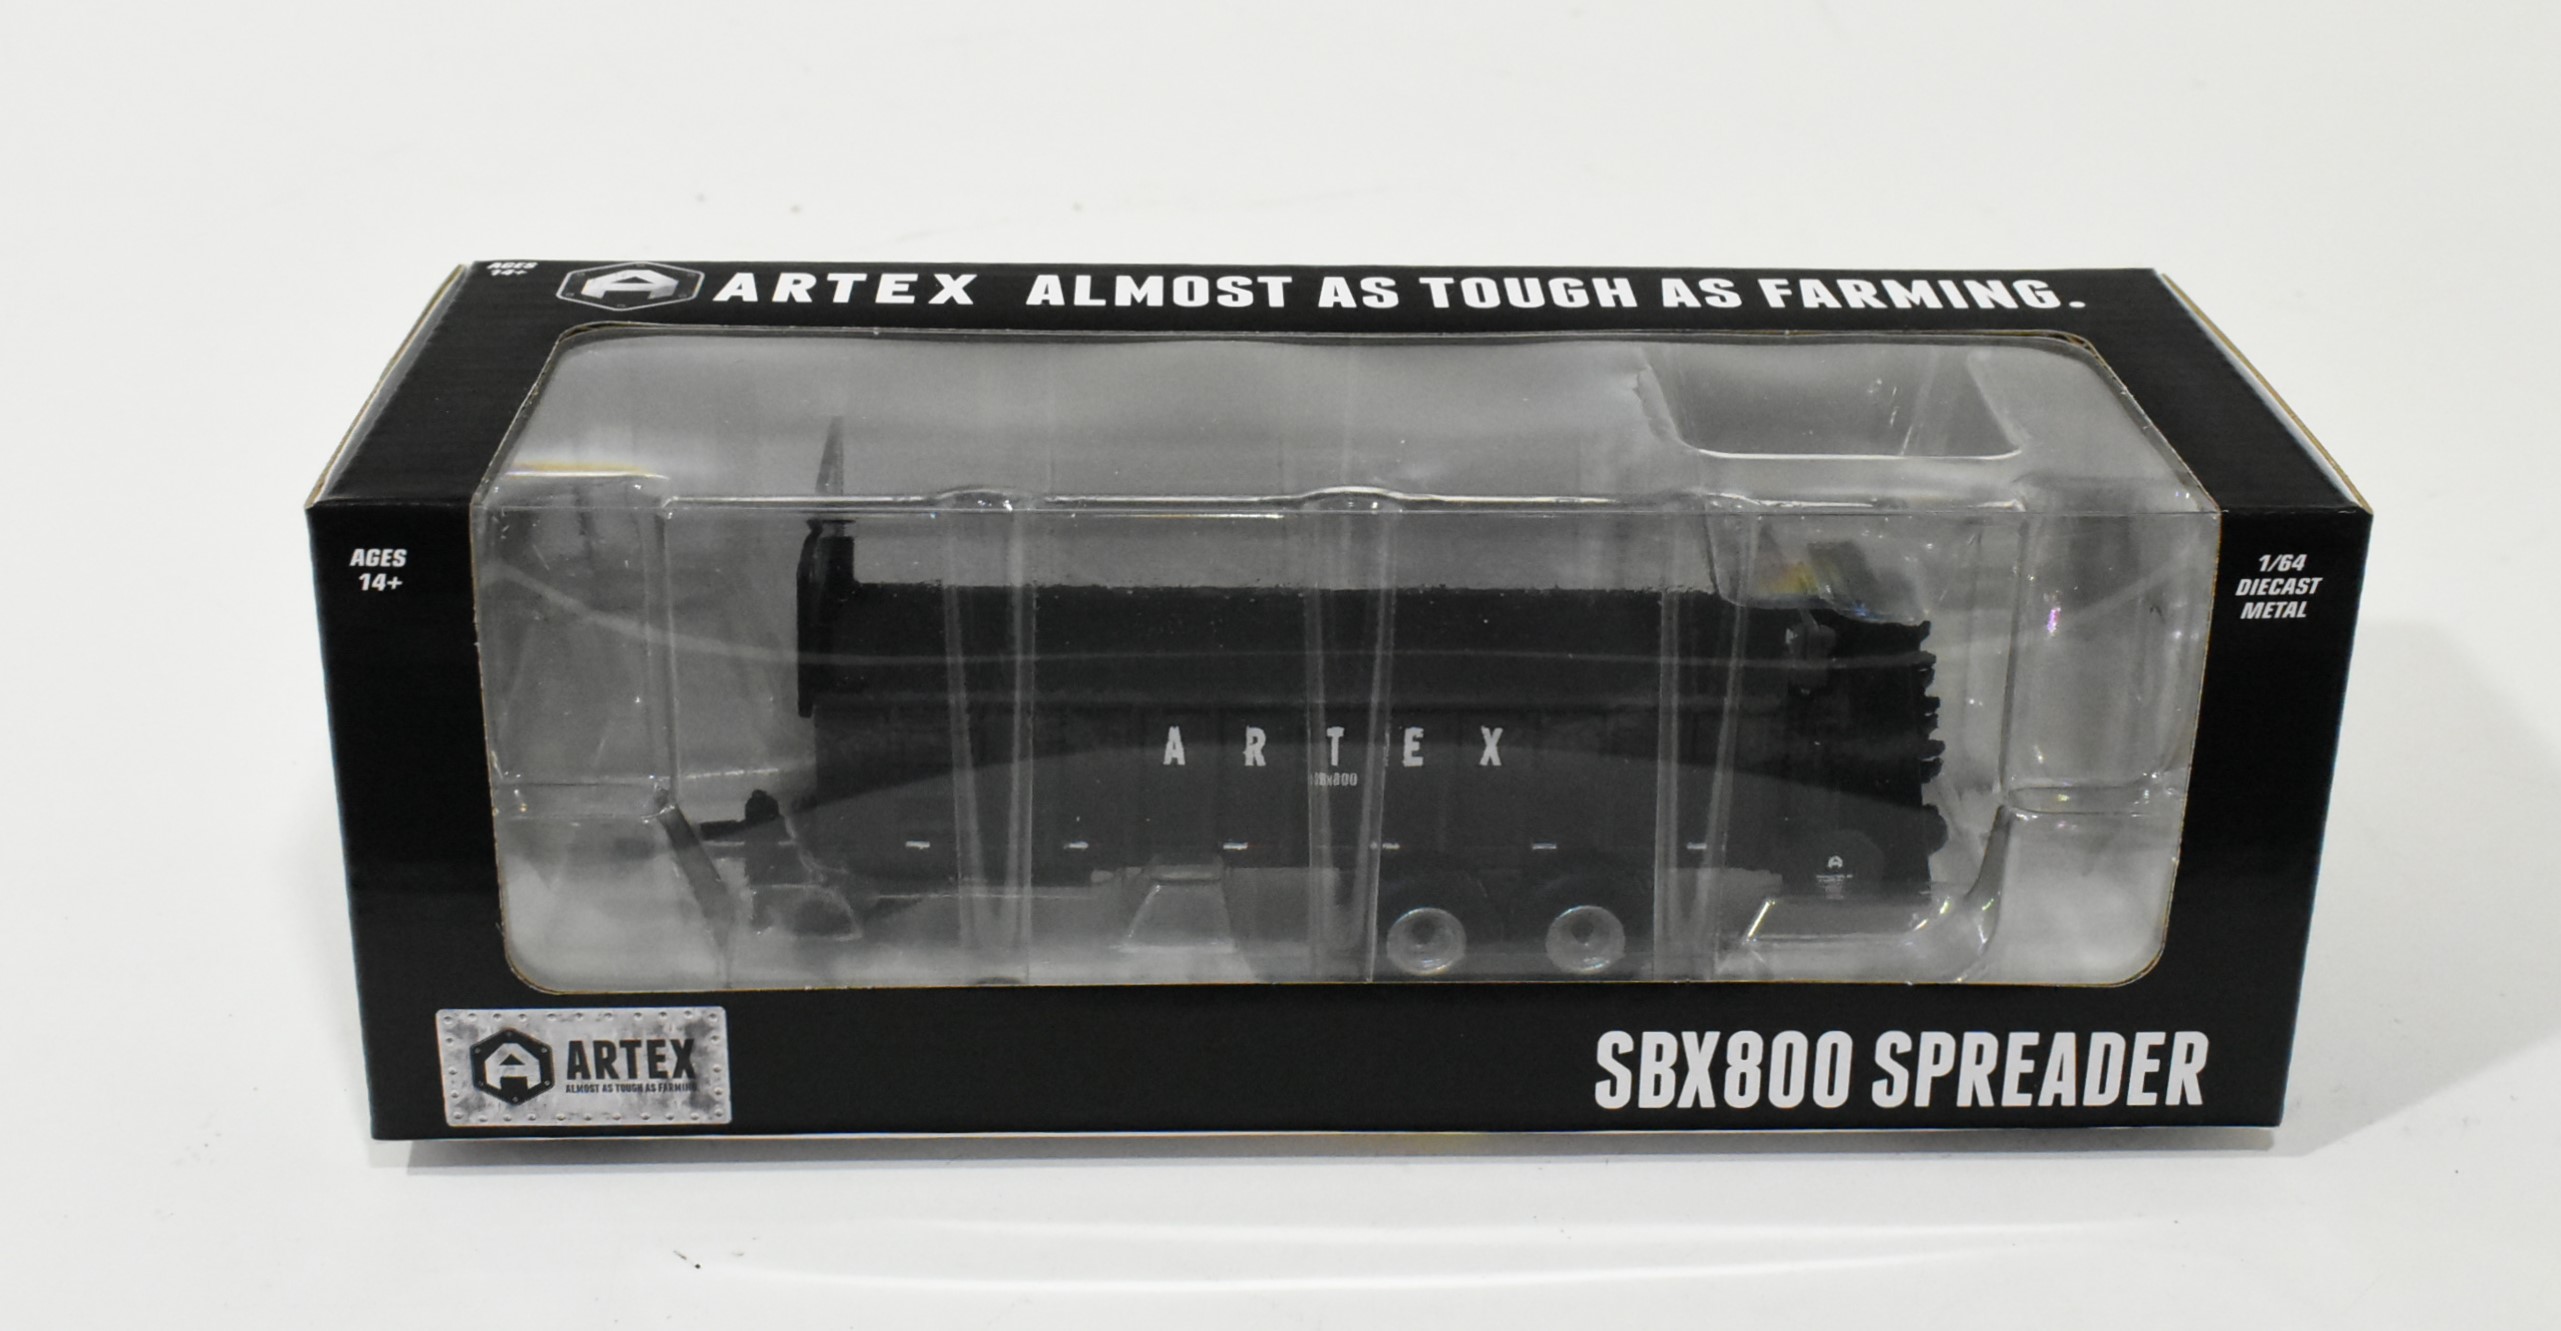 AGES
14+
ARTEX ALMOST AS TOUGH AS FARMING.
AGES
14+
1/64
DIECAST
METAL
ARTEX
SBX800
ARTEX
ALMOST AS TOUGH AS FARMING
SBX800 SPREADER